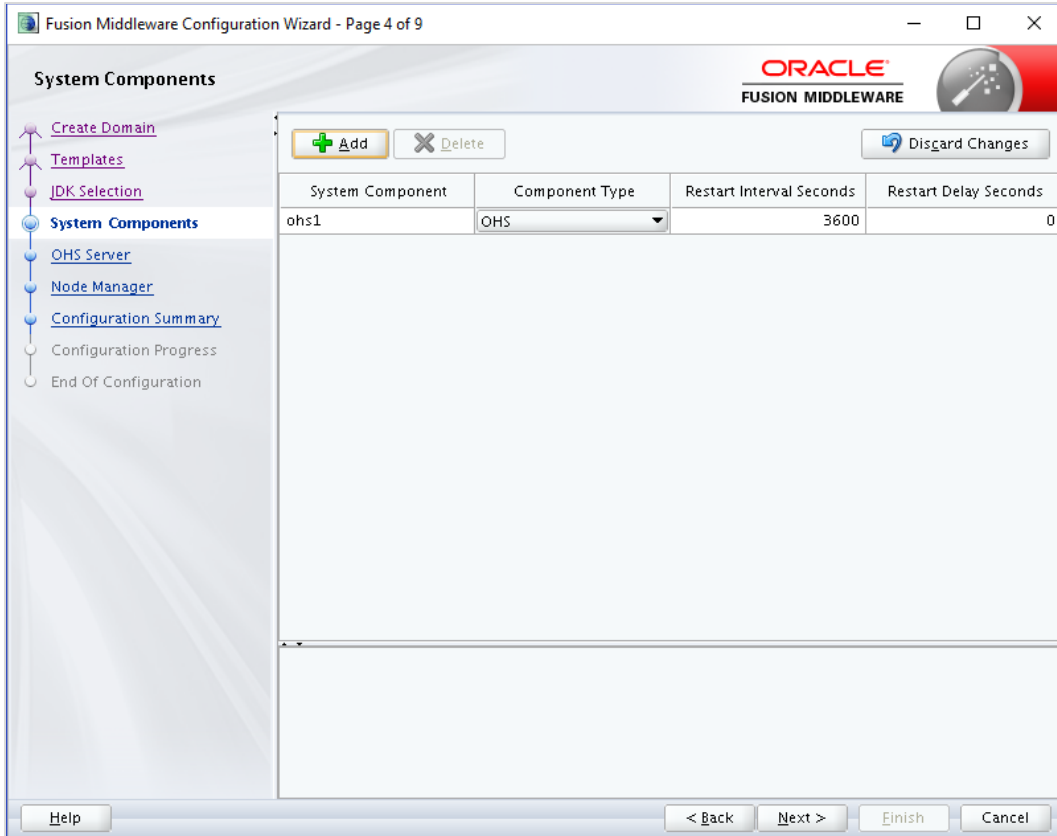 Fusion Middleware Configuration Wizard - Page 4 of 9
System Components
ORACLE
FUSION MIDDLEWARE
Create Domain
Templates
JDK Selection
System Components
OHS Server
Node Manager
Configuration Summary
Configuration Progress
End Of Configuration
Add Delete Discard Changes
System Component Component Type Restart Interval Seconds Restart Delay Seconds
ohs1 OHS 3600 0
Help < Back Next > Finish Cancel